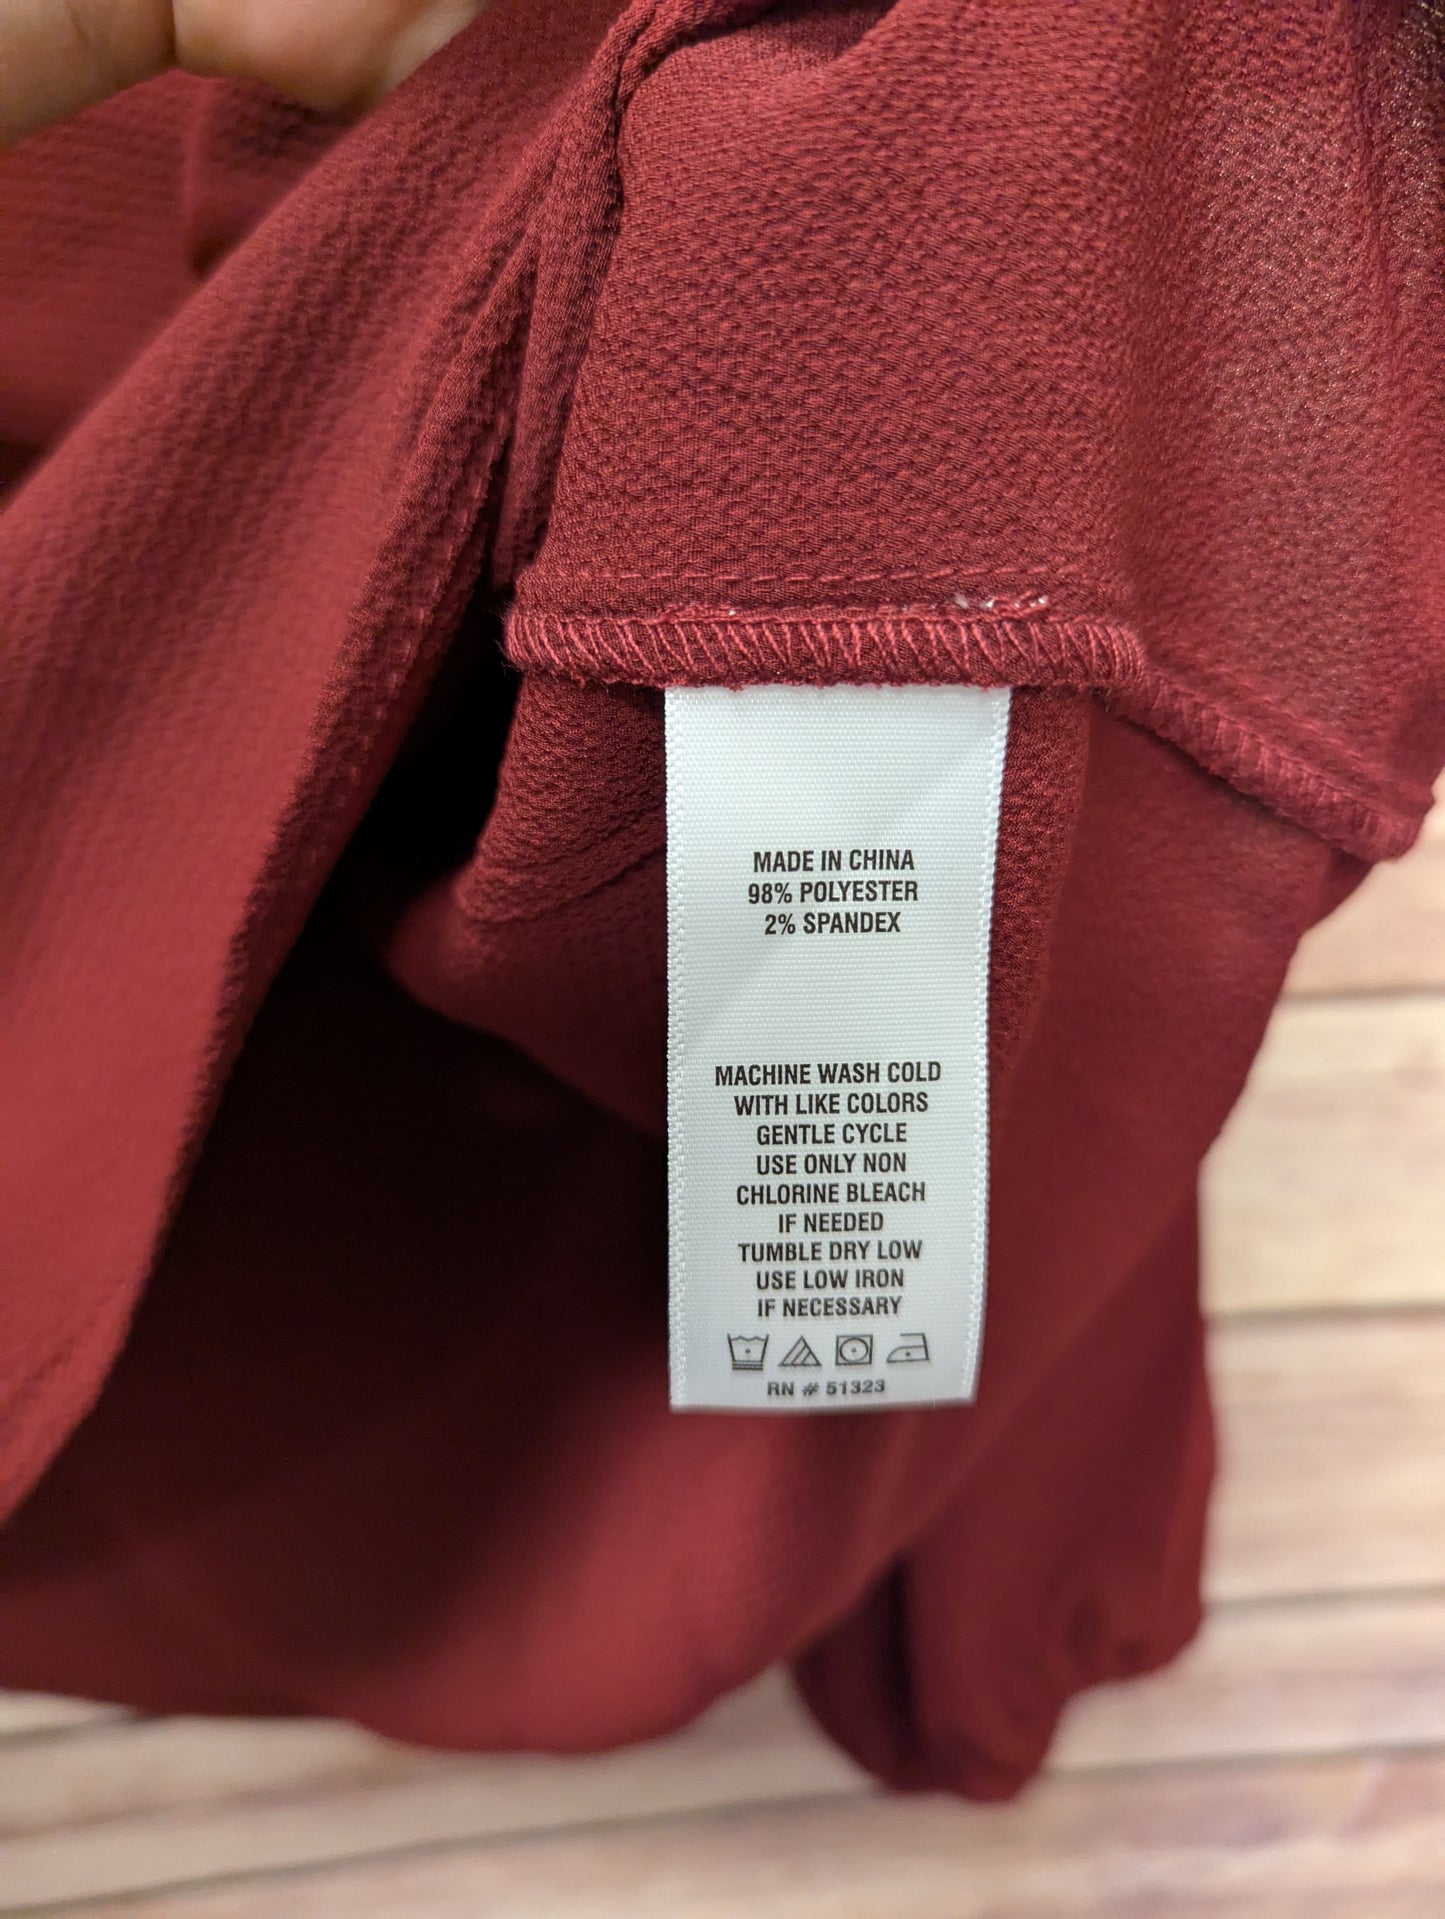 MADE IN CHINA
98% POLYESTER
2% SPANDEX
MACHINE WASH COLD
WITH LIKE COLORS
GENTLE CYCLE
USE ONLY NON
CHLORINE BLEACH
IF NEEDED
TUMBLE DRY LOW
USE LOW IRON
IF NECESSARY
RN # 51323